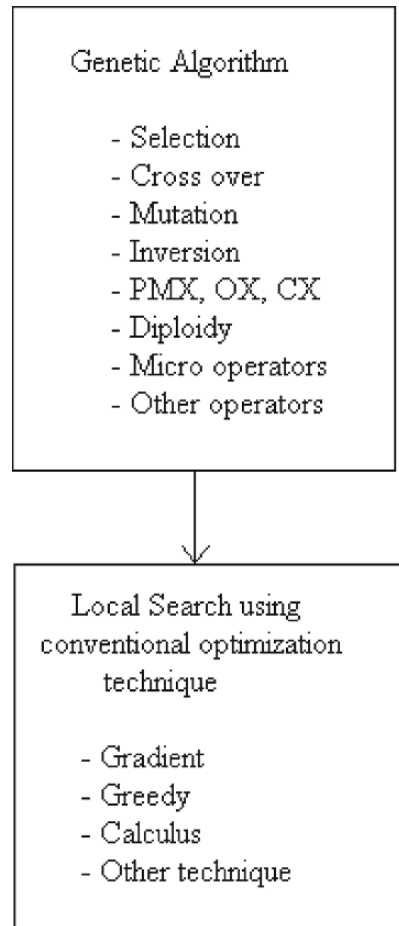 Genetic Algorithm
- Selection
- Cross over
- Mutation
- Inversion
- PMX, OX, CX
- Diploidy
- Micro operators
- Other operators
Local Search using
conventional optimization
technique
- Gradient
- Greedy
- Calculus
- Other technique